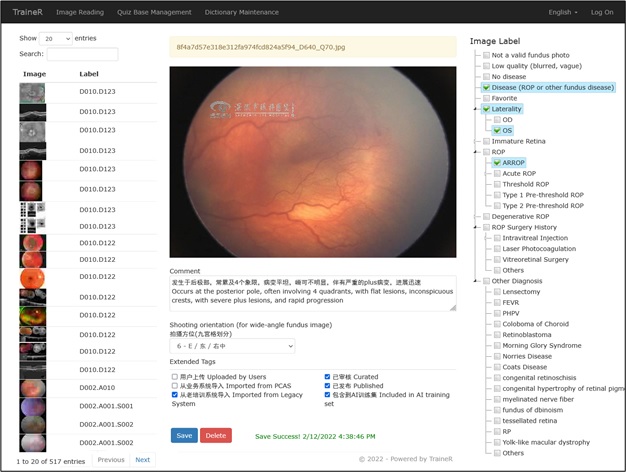 TraineR Image Reading Quiz Base Management Dictionary Maintenance English Log On
Show 20 entries
Search:
Image Label
D010.D123
D010.D123
D010.D123
D010.D123
D010.D123
D010.D123
D010.D123
D010.D123
D010.D122
D010.D122
D010.D122
D010.D122
D010.D122
D010.D122
D010.D122
D002.A010
D002.A001.S001
D002.A001.S002
D002.A001.S002
1 to 20 of 517 entries Previous Next
8f4a7d57e318e312fa974fcd824a5f94_D640_Q70.jpg
Comment
发生于后极部，常累及4个象限，病变平坦，嵴可不明显，伴有严重的plus病变，进展迅速
Occurs at the posterior pole, often involving 4 quadrants, with flat lesions, inconspicuous
crests, with severe plus lesions, and rapid progression
Shooting orientation (for wide-angle fundus image)
拍摄方位(九宫格划分)
6 - E / 东 / 右中
Extended Tags
用户上传 Uploaded by Users
从业务系统导入 Imported from PCAS
从老培训系统导入 Imported from Legacy
System
已审核 Curated
已发布 Published
包含到AI训练集 Included in AI training
set
Save Delete Save Success! 2/12/2022 4:38:46 PM
© 2022 - Powered by TraineR
Image Label
Not a valid fundus photo
Low quality (blurred, vague)
No disease
Disease (ROP or other fundus disease)
Favorite
Laterality
OD
OS
Immature Retina
ROP
ARROP
Acute ROP
Threshold ROP
Type 1 Pre-threshold ROP
Type 2 Pre-threshold ROP
Degenerative ROP
ROP Surgery History
Intravitreal Injection
Laser Photocoagulation
Vitreoretinal Surgery
Others
Other Diagnosis
Lensectomy
FEVR
PHPV
Coloboma of Choroid
Retinoblastoma
Morning Glory Syndrome
Norries Disease
Coats Disease
congenital retinoschisis
congenital hypertrophy of retinal pigm
myelinated nerve fiber
fundus of dbinoism
tessellated retina
RP
Yolk-like macular dystrophy
Others